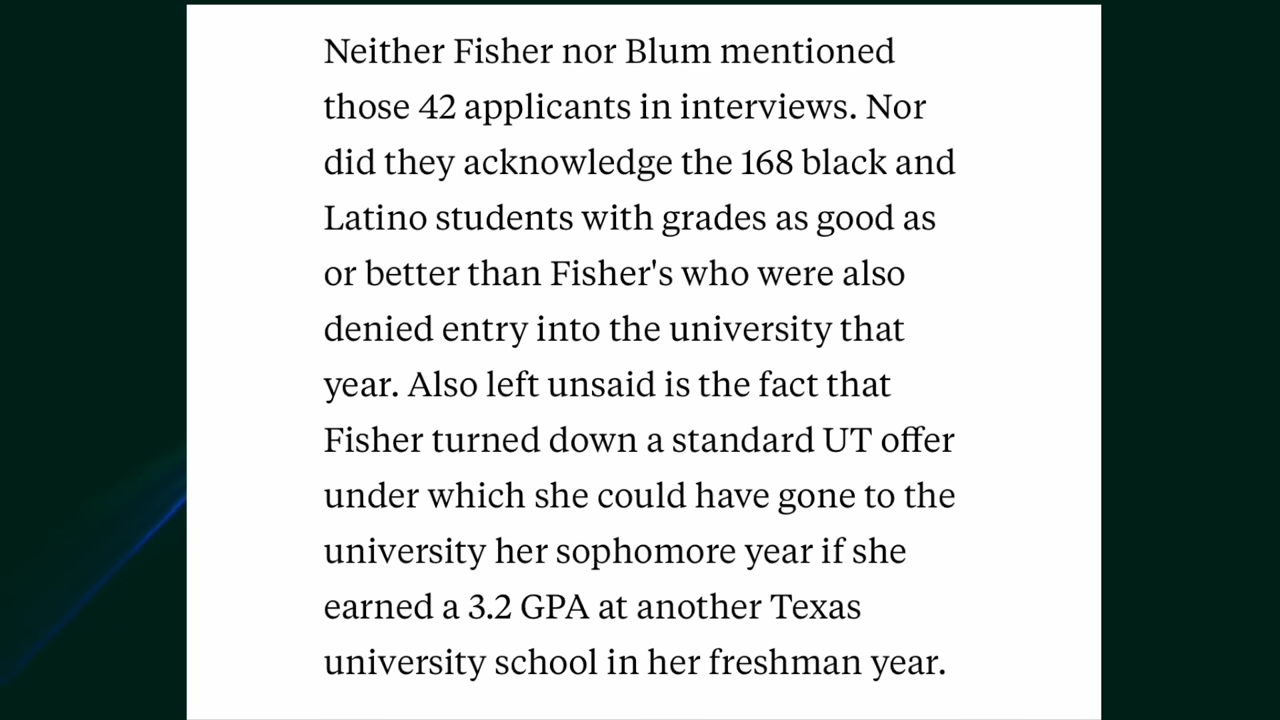 Neither Fisher nor Blum mentioned
those 42 applicants in interviews. Nor
did they acknowledge the 168 black and
Latino students with grades as good as
or better than Fisher's who were also
denied entry into the university that
year. Also left unsaid is the fact that
Fisher turned down a standard UT offer
under which she could have gone to the
university her sophomore year if she
earned a 3.2 GPA at another Texas
university school in her freshman year.